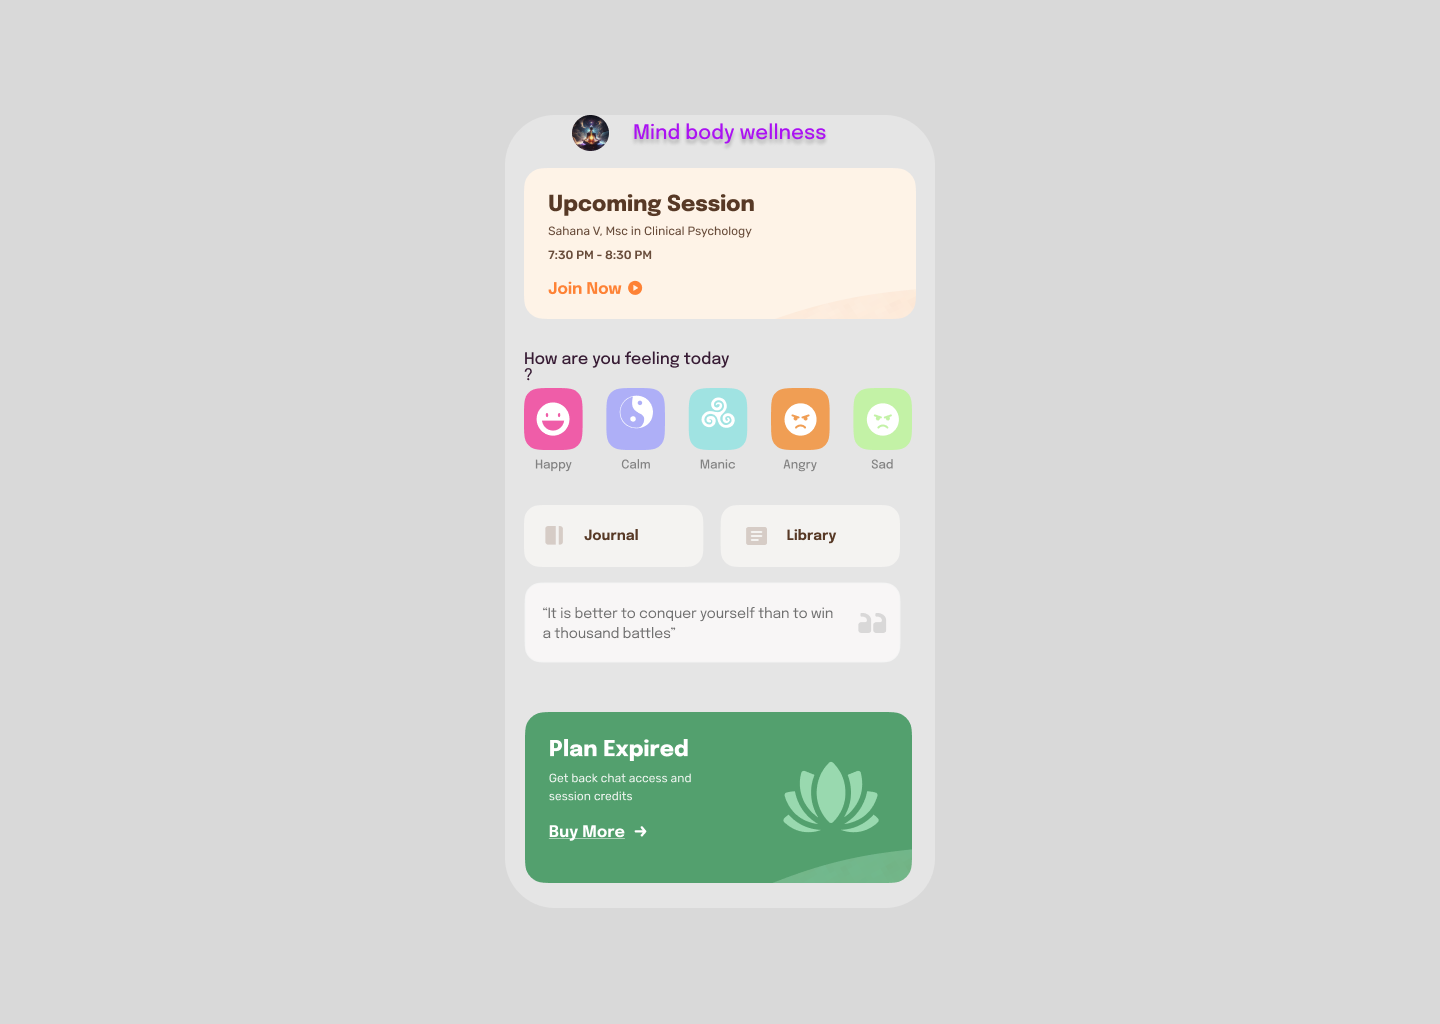 Mind body wellness
Upcoming Session
Sahana V, Msc in Clinical Psychology
7:30 PM - 8:30 PM
Join Now
How are you feeling today
?
Happy
Calm
Manic
Angry
Sad
Journal
Library
“It is better to conquer yourself than to win
a thousand battles”
Plan Expired
Get back chat access and
session credits
Buy More